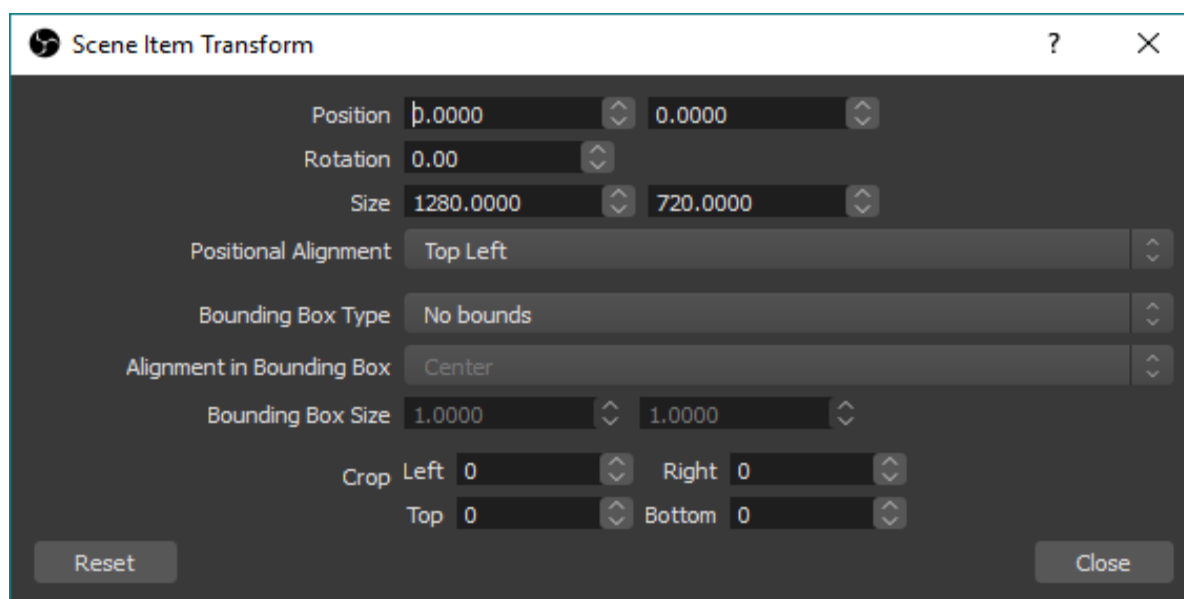 Scene Item Transform ?
Position 0.0000 0.0000
Rotation 0.00
Size 1280.0000 720.0000
Positional Alignment Top Left
Bounding Box Type No bounds
Alignment in Bounding Box Center
Bounding Box Size 1.0000 1.0000
Crop Left 0 Right 0
Top 0 Bottom 0
Reset Close